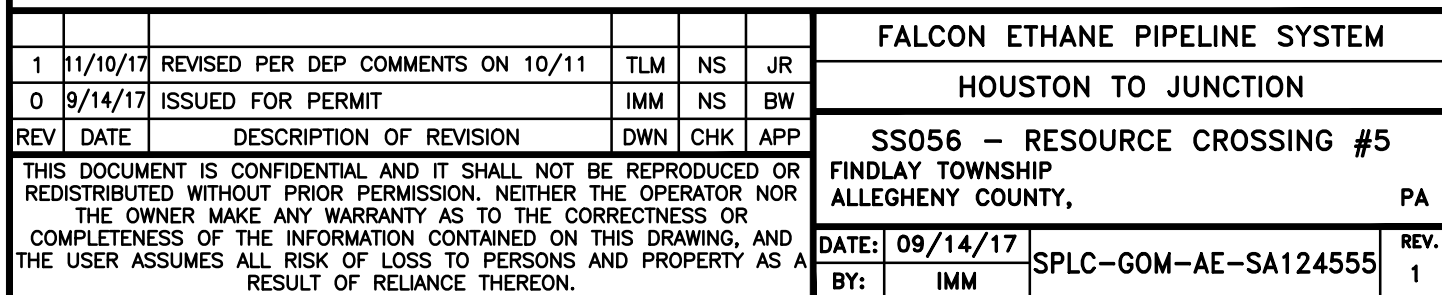 1 11/10/17 REVISED PER DEP COMMENTS ON 10/11 TLM NS JR
0 9/14/17 ISSUED FOR PERMIT IMM NS BW
REV DATE DESCRIPTION OF REVISION DWN CHK APP
THIS DOCUMENT IS CONFIDENTIAL AND IT SHALL NOT BE REPRODUCED OR
REDISTRIBUTED WITHOUT PRIOR PERMISSION. NEITHER THE OPERATOR NOR
THE OWNER MAKE ANY WARRANTY AS TO THE CORRECTNESS OR
COMPLETENESS OF THE INFORMATION CONTAINED ON THIS DRAWING, AND
THE USER ASSUMES ALL RISK OF LOSS TO PERSONS AND PROPERTY AS A
RESULT OF RELIANCE THEREON.
FALCON ETHANE PIPELINE SYSTEM
HOUSTON TO JUNCTION
SS056 – RESOURCE CROSSING #5
FINDLAY TOWNSHIP
ALLEGHENY COUNTY, PA
DATE: 09/14/17
BY: IMM
SPLC-GOM-AE-SA124555
REV.
1